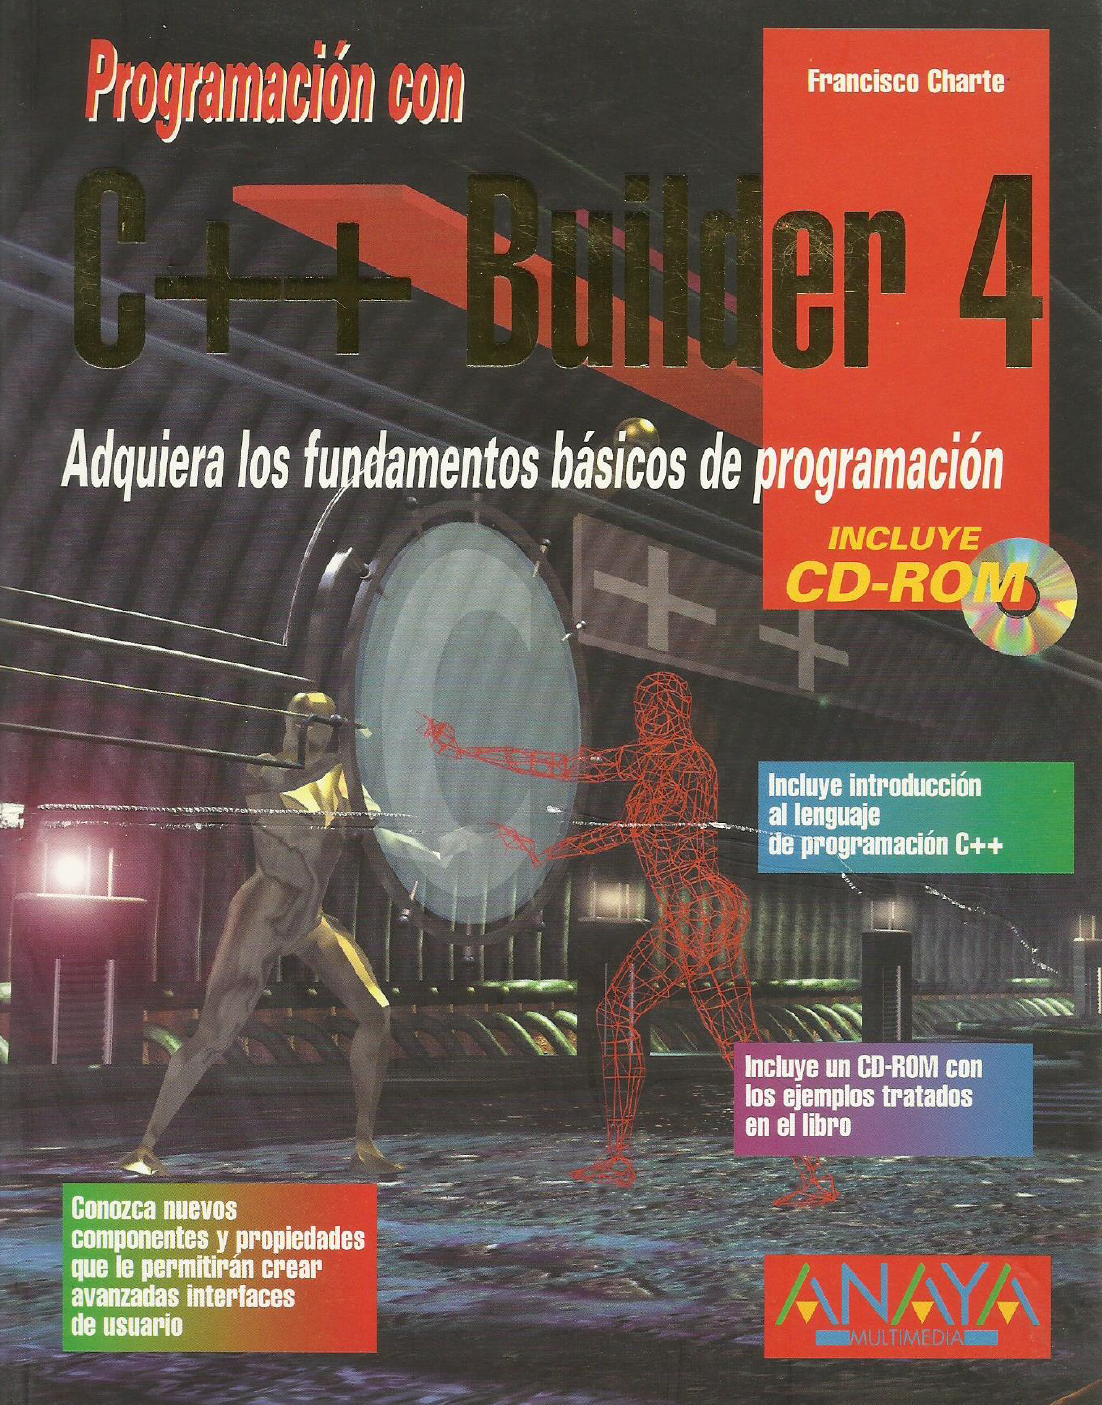 Programación con
Francisco Charte
C++ Builder 4
Adquiera los fundamentos básicos de programación
INCLUYE
CD-ROM
C
++
Incluye introducción
al lenguaje
de programación C++
Incluye un CD-ROM con
los ejemplos tratados
en el libro
Conozca nuevos
componentes y propiedades
que le permitirán crear
avanzadas interfaces
de usuario
ANAYA
MULTIMEDIA